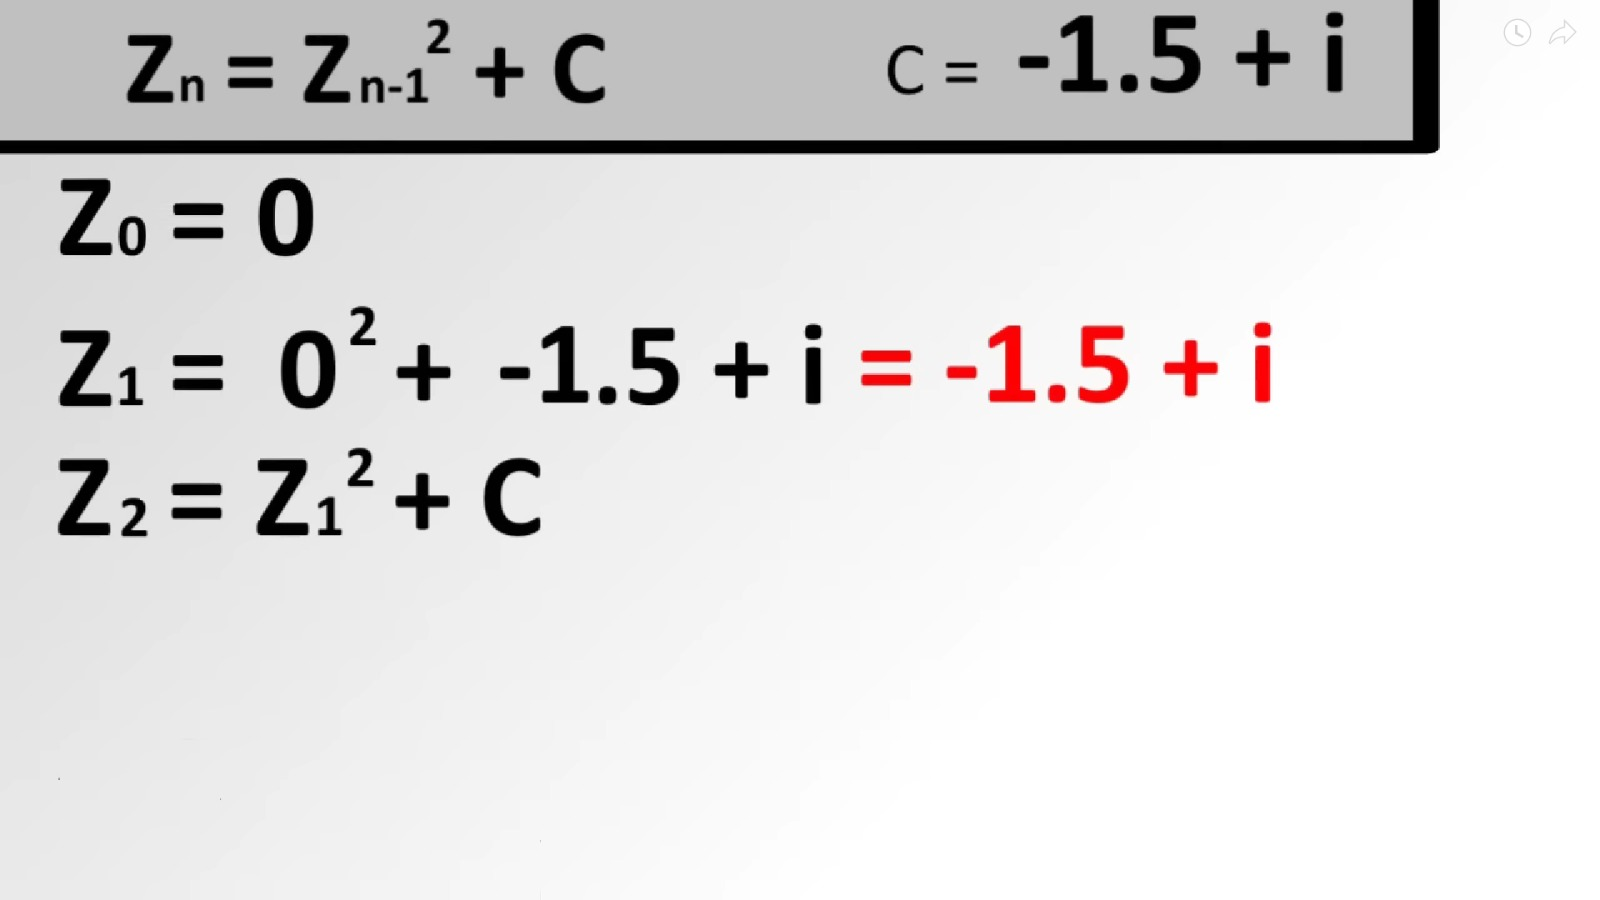 Zₙ = Zₙ₋₁² + C C = -1.5 + i
Z₀ = 0
Z₁ = 0² + -1.5 + i = -1.5 + i
Z₂ = Z₁² + C